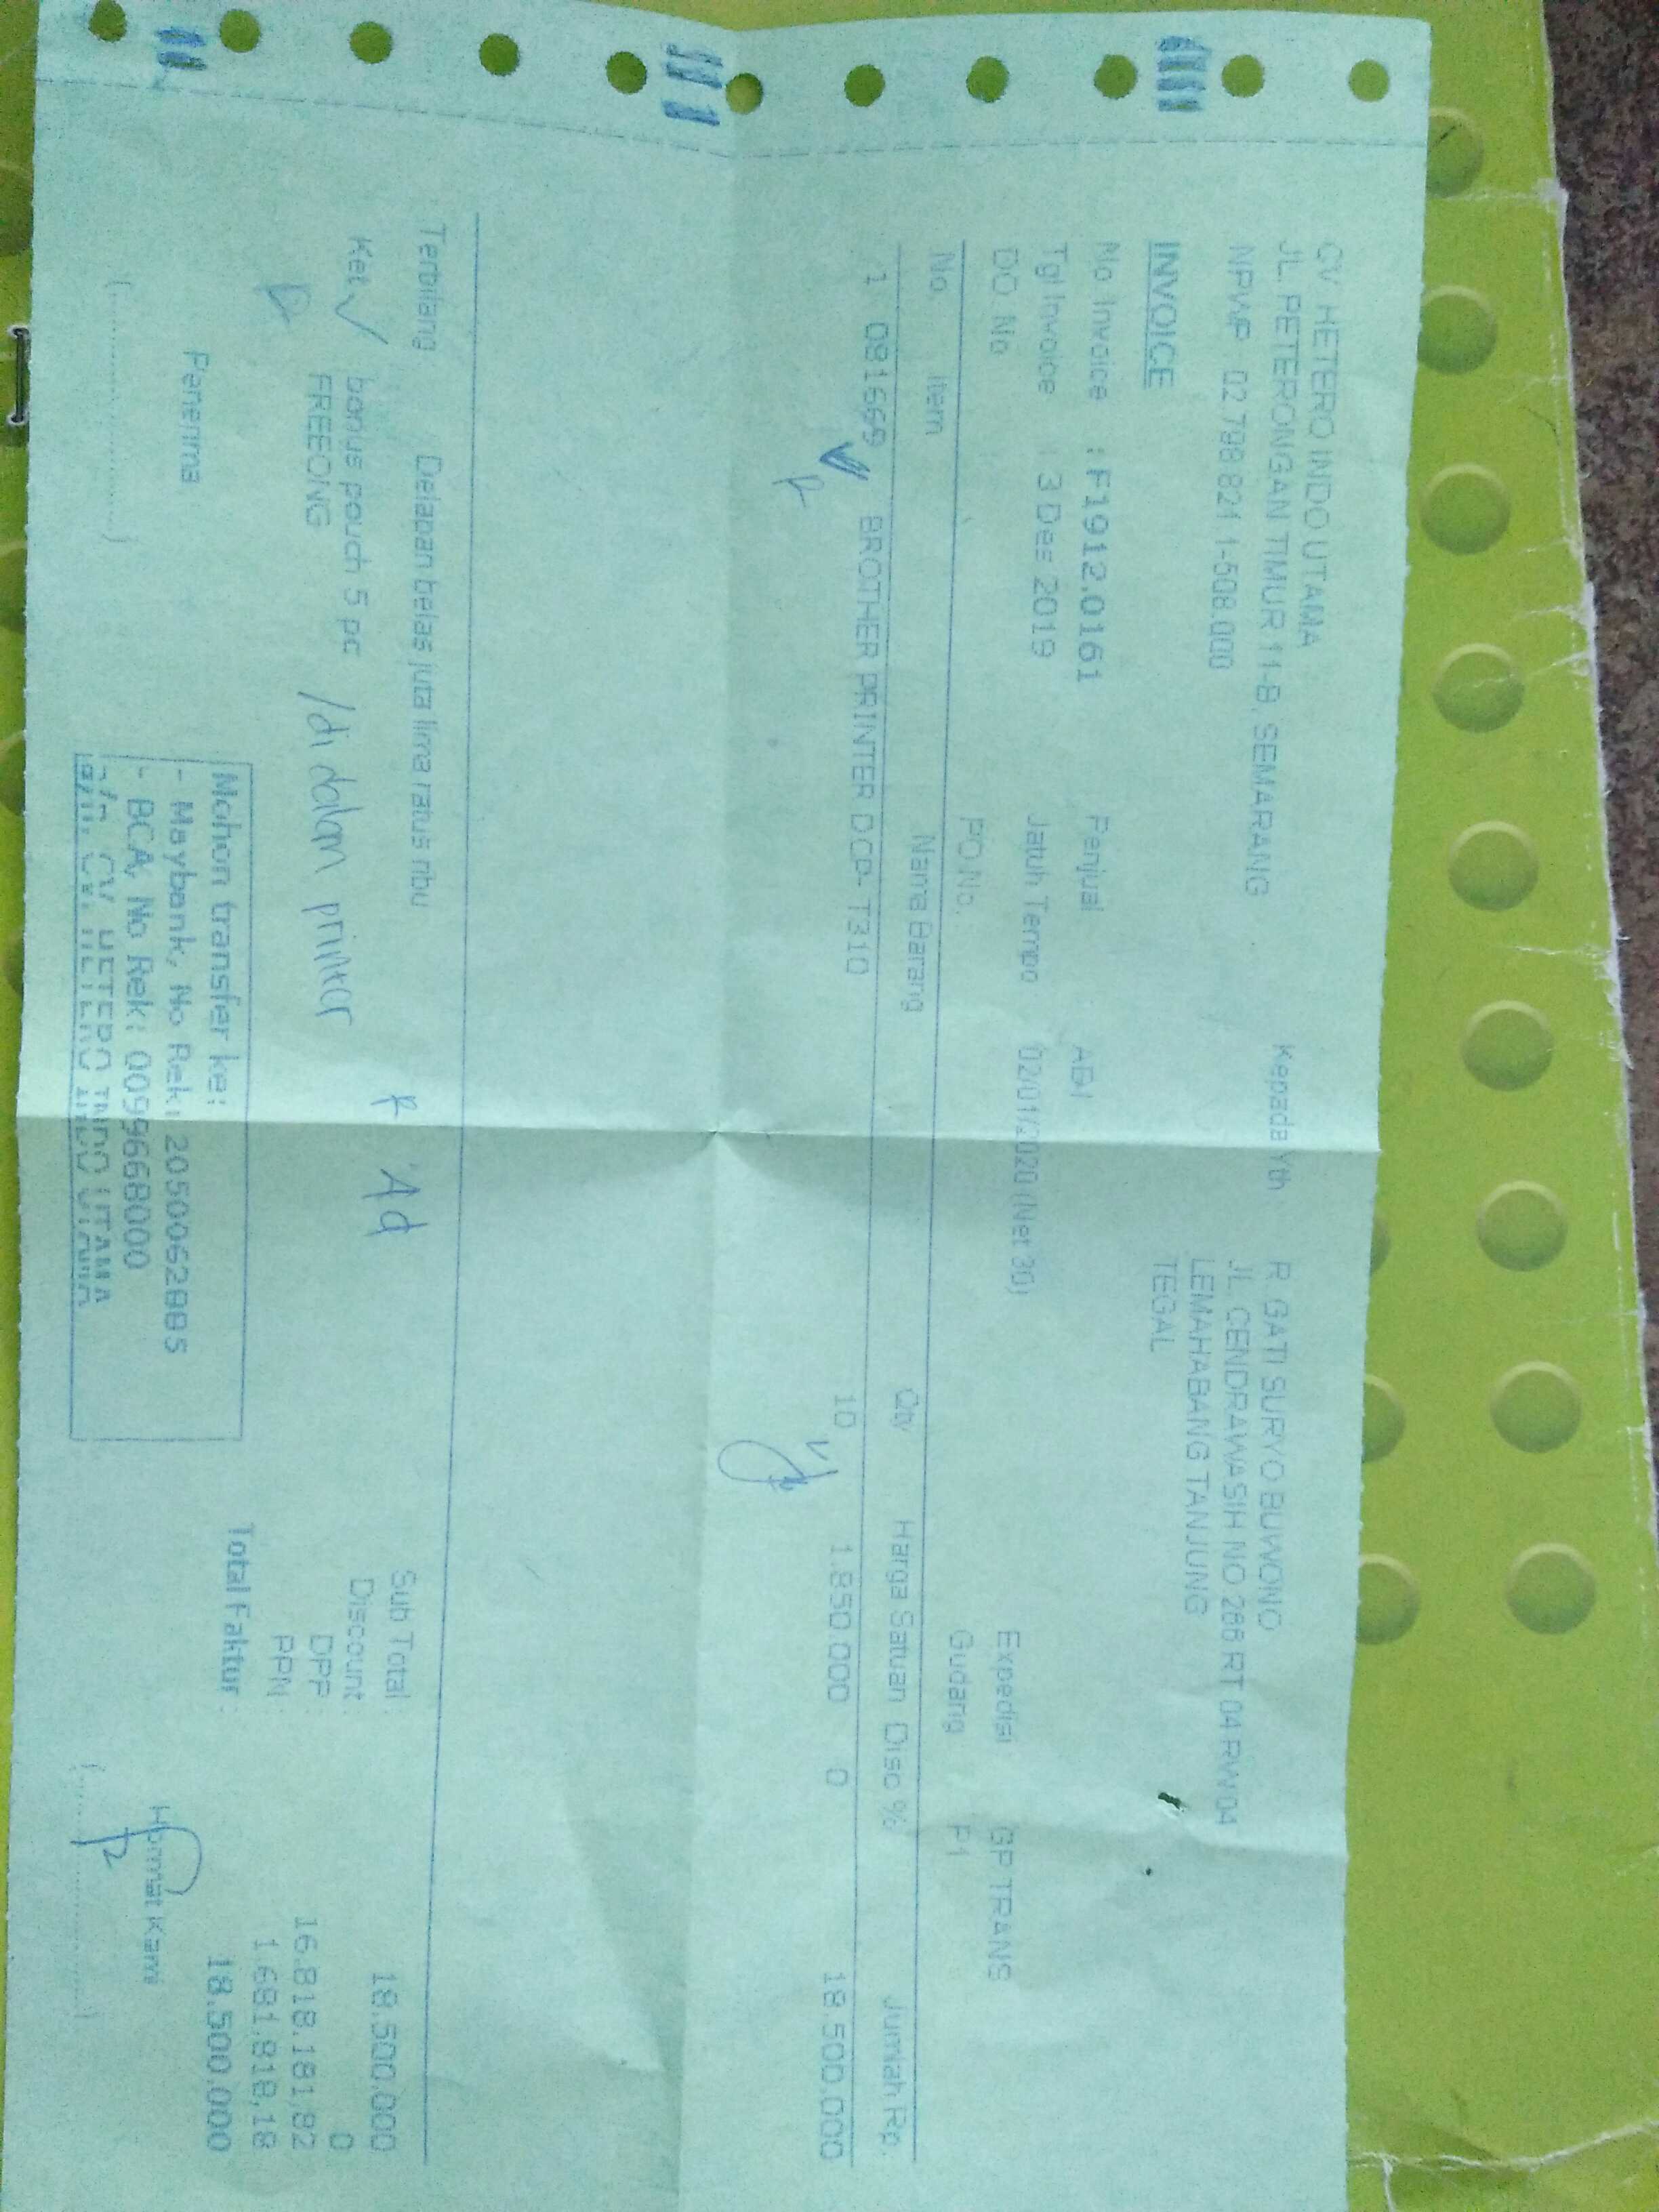 CV HETERO INDO UTAMA
JL. PETERONGAN TIMUR 11-B, SEMARANG
NPWP 02.798.821.1-508.000
Kepada Yth R. GATI SURYO BUWONO
JL. CENDRAWASIH NO 288 RT 04 RW 04
LEMAHABANG TANJUNG
TEGAL
INVOICE
No Invoice : F1912.0161 Penjual : ABI
Tgl Invoice : 3 Des 2019 Jatuh Tempo 02/01/2020 (Net 30) Expedisi GP TRANS
DO. No PO.No. Gudang P1
No. Item Nama Barang Qty Harga Satuan Disc % Jumlah Rp.
1 081669 BROTHER PRINTER DCP- T310 10 1.850.000 0 18.500.000
Terbilang Delapan belas juta lima ratus ribu
Ket bonus pouch 5 pc
FREEONG /di dalam printer
Ad
Sub Total : 18.500.000
Discount : 0
DPP : 16.818.181,82
PPN : 1.681.818,18
Total Faktur : 18.500.000
Penerima
(....................)
Mohon transfer ke:
- Maybank, No Rek: 2050062885
- BCA, No Rek: 0099668000
a/n. CV. HETERO INDO UTAMA
Hormat Kami
(....................)